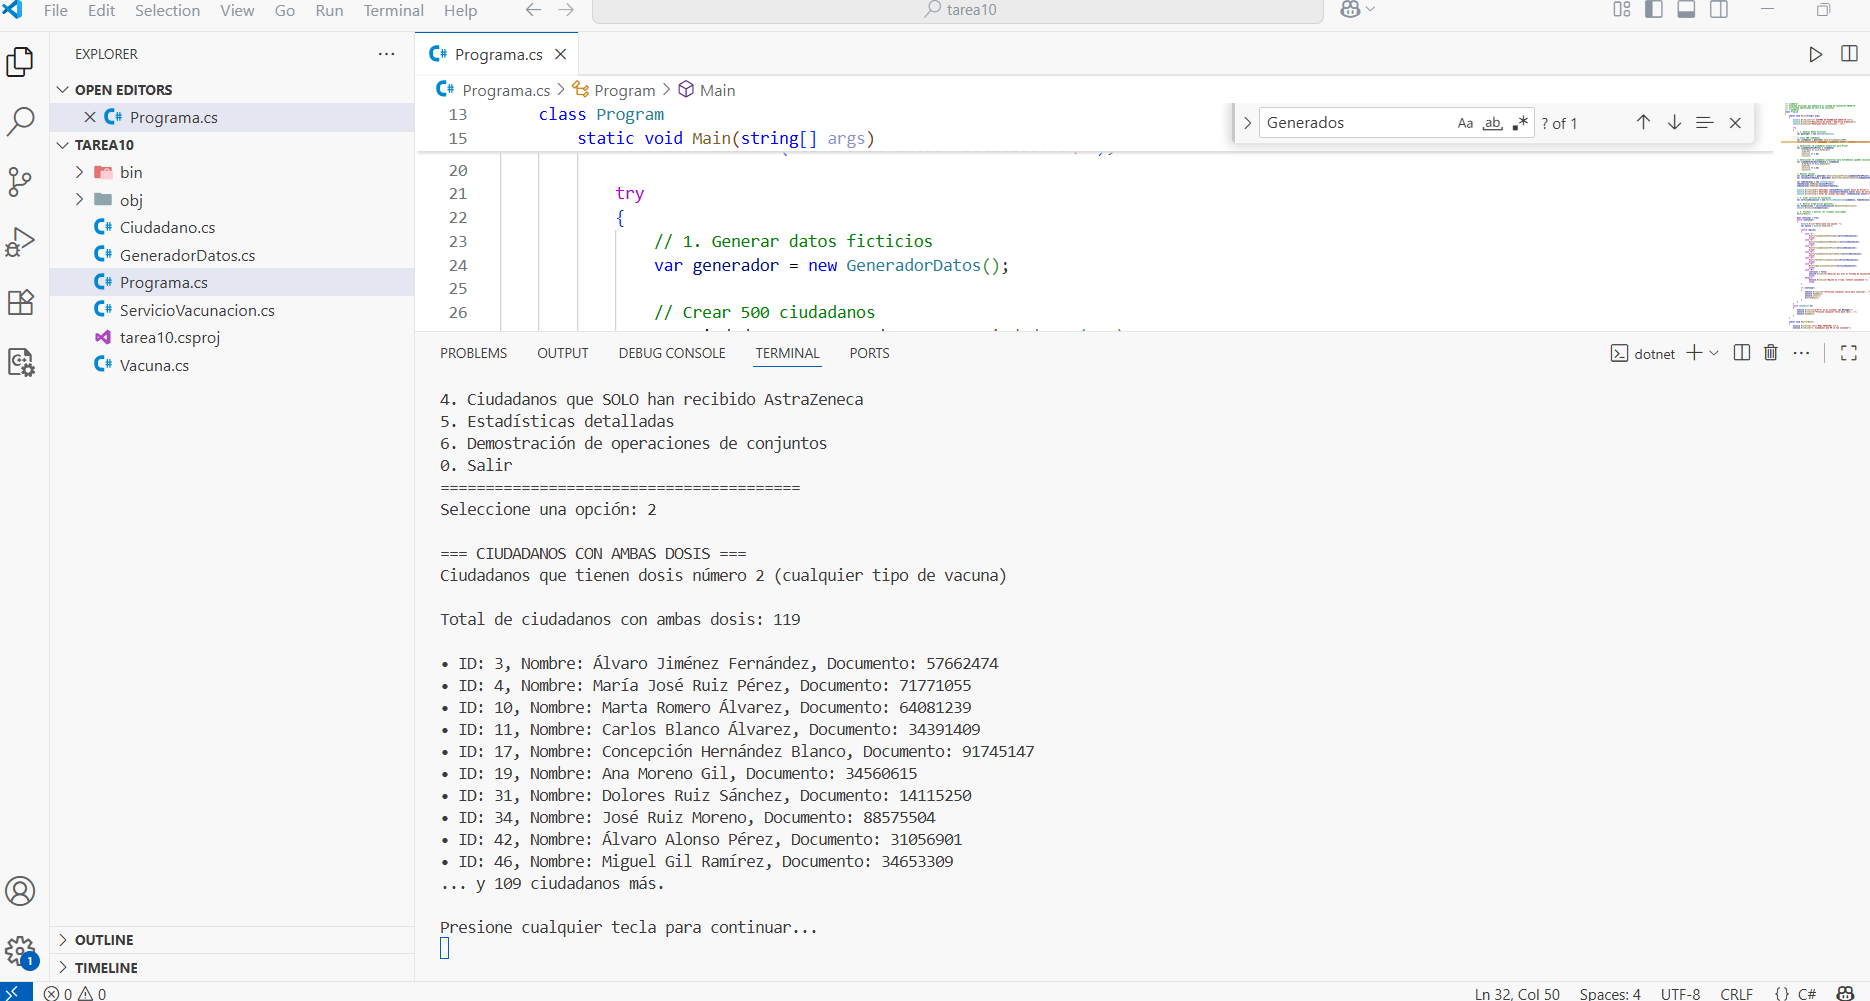 File Edit Selection View Go Run Terminal Help
tarea10
EXPLORER
OPEN EDITORS
Programa.cs
TAREA10
bin
obj
Ciudadano.cs
GeneradorDatos.cs
Programa.cs
ServicioVacunacion.cs
tarea10.csproj
Vacuna.cs
OUTLINE
TIMELINE
Programa.cs
Programa.cs > Program > Main
13 class Program
15 static void Main(string[] args)
Generados
Aa ab ? of 1
20
21 try
22 {
23 // 1. Generar datos ficticios
24 var generador = new GeneradorDatos();
25
26 // Crear 500 ciudadanos
PROBLEMS OUTPUT DEBUG CONSOLE TERMINAL PORTS
dotnet
4. Ciudadanos que SOLO han recibido AstraZeneca
5. Estadísticas detalladas
6. Demostración de operaciones de conjuntos
0. Salir
========================================
Seleccione una opción: 2
=== CIUDADANOS CON AMBAS DOSIS ===
Ciudadanos que tienen dosis número 2 (cualquier tipo de vacuna)
Total de ciudadanos con ambas dosis: 119
• ID: 3, Nombre: Álvaro Jiménez Fernández, Documento: 57662474
• ID: 4, Nombre: María José Ruiz Pérez, Documento: 71771055
• ID: 10, Nombre: Marta Romero Álvarez, Documento: 64081239
• ID: 11, Nombre: Carlos Blanco Álvarez, Documento: 34391409
• ID: 17, Nombre: Concepción Hernández Blanco, Documento: 91745147
• ID: 19, Nombre: Ana Moreno Gil, Documento: 34560615
• ID: 31, Nombre: Dolores Ruiz Sánchez, Documento: 14115250
• ID: 34, Nombre: José Ruiz Moreno, Documento: 88575504
• ID: 42, Nombre: Álvaro Alonso Pérez, Documento: 31056901
• ID: 46, Nombre: Miguel Gil Ramírez, Documento: 34653309
... y 109 ciudadanos más.
Presione cualquier tecla para continuar...
1
0 0
Ln 32, Col 50 Spaces: 4 UTF-8 CRLF {} C#